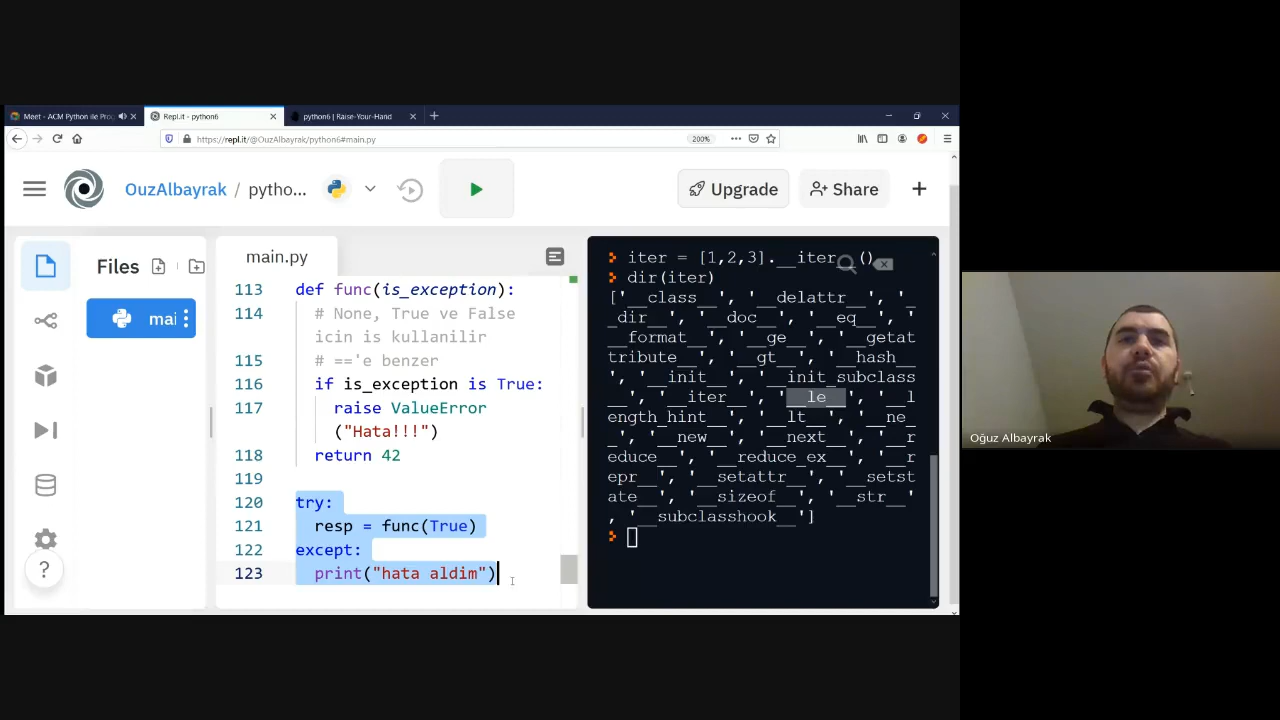 Meet - ACM Python ile Prog
Repl.it - python6
python6 | Raise-Your-Hand
https://repl.it/@OuzAlbayrak/python6#main.py
200%
OuzAlbayrak / pytho...
Upgrade
Share
Files
mai
main.py
113 def func(is_exception):
114 # None, True ve False
icin is kullanilir
115 # =='e benzer
116 if is_exception is True:
117 raise ValueError
("Hata!!!")
118 return 42
119
120 try:
121 resp = func(True)
122 except:
123 print("hata aldim")
?
iter = [1,2,3].__iter__()
dir(iter)
['__class__', '__delattr__', '_
_dir__', '__doc__', '__eq__', '
__format__', '__ge__', '__getat
tribute__', '__gt__', '__hash__
', '__init__', '__init_subclass
__', '__iter__', '__le__', '__l
ength_hint__', '__lt__', '__ne_
_', '__new__', '__next__', '__r
educe__', '__reduce_ex__', '__r
epr__', '__setattr__', '__setst
ate__', '__sizeof__', '__str__'
, '__subclasshook__']
Oğuz Albayrak